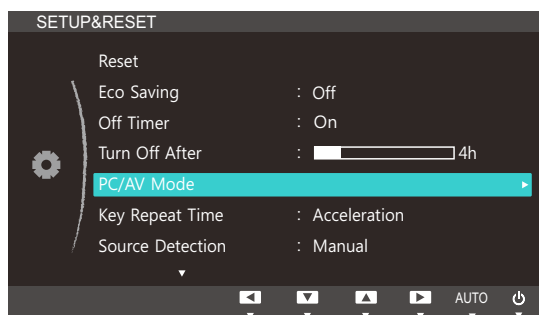 SETUP&RESET
Reset
Eco Saving : Off
Off Timer : On
Turn Off After : 4h
PC/AV Mode
Key Repeat Time : Acceleration
Source Detection : Manual
AUTO